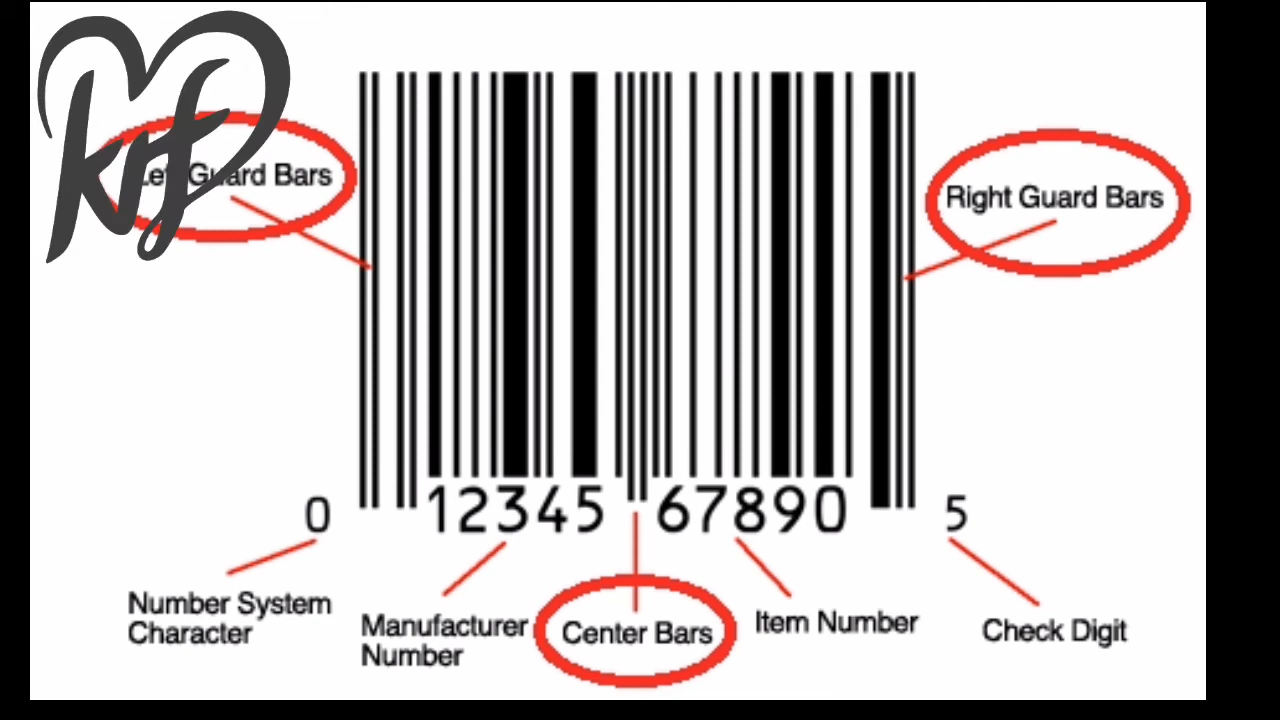 Left Guard Bars
Right Guard Bars
0 12345 67890 5
Number System
Character
Manufacturer
Number
Center Bars
Item Number
Check Digit